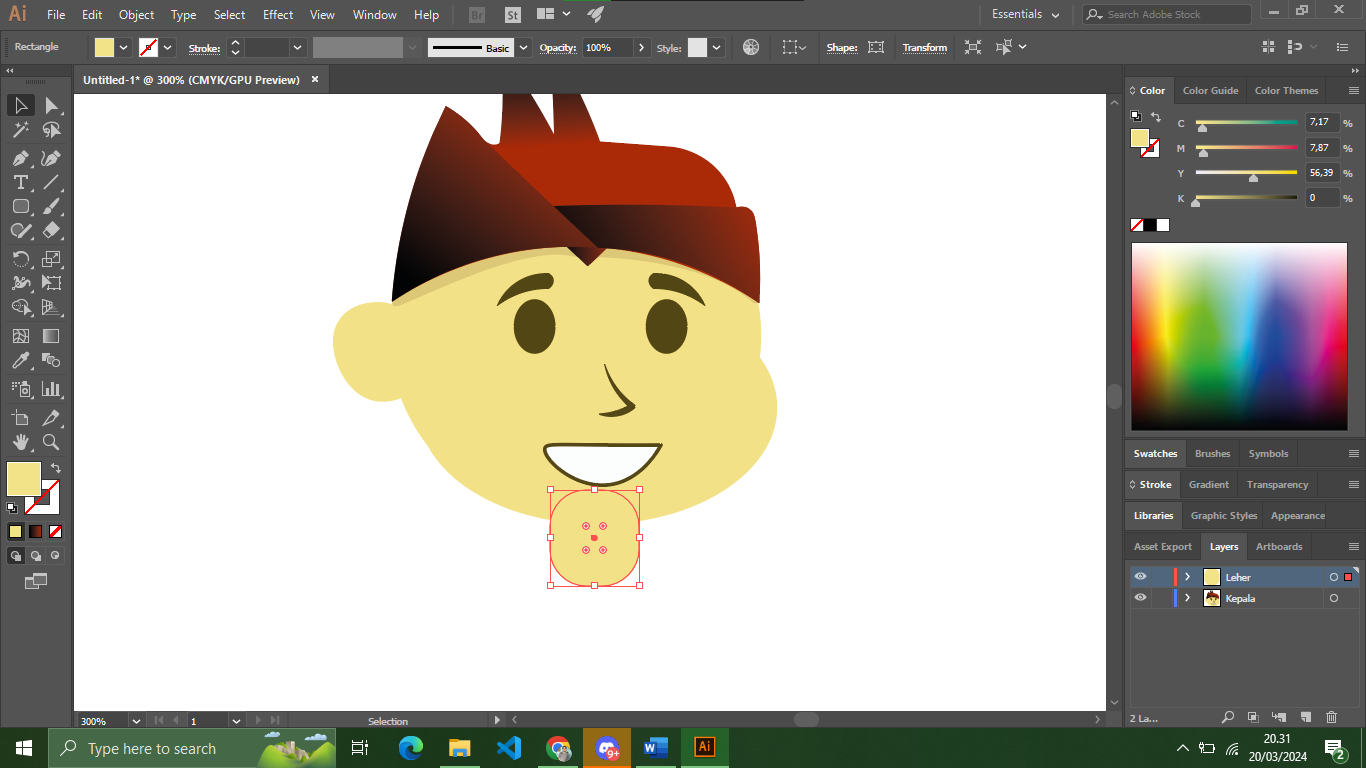 Ai File Edit Object Type Select Effect View Window Help Br St Essentials Search Adobe Stock
Rectangle Stroke: Basic Opacity: 100% Style: Shape: Transform
Untitled-1* @ 300% (CMYK/GPU Preview) ×
Color Color Guide Color Themes
C 7,17 %
M 7,87 %
Y 56,39 %
K 0 %
Swatches Brushes Symbols
Stroke Gradient Transparency
Libraries Graphic Styles Appearance
Asset Export Layers Artboards
Leher
Kepala
2 La...
300% 1 Selection
Type here to search
9+
Ai
20.31
20/03/2024
2